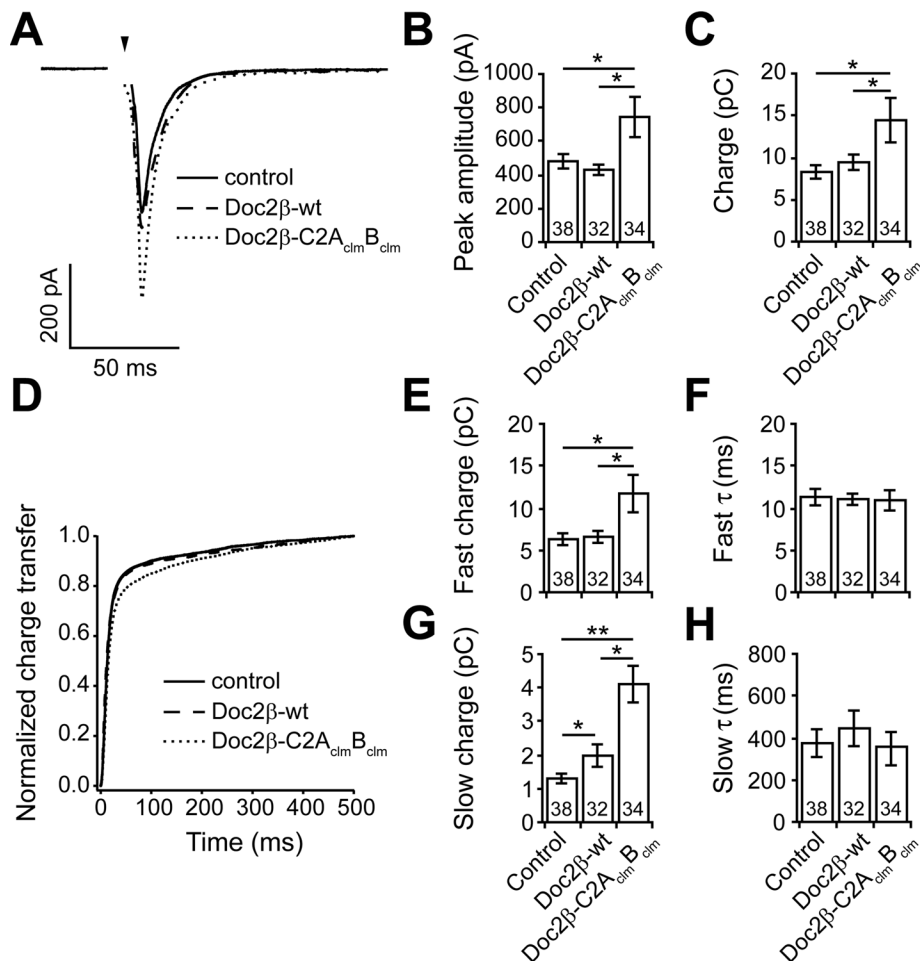 A
control
Doc2β-wt
Doc2β-C2AclmBclm
200 pA
50 ms
B
Peak amplitude (pA)
1000
800
600
400
200
0
*
*
38
32
34
Control
Doc2β-wt
Doc2β-C2AclmBclm
C
Charge (pC)
20
15
10
5
0
*
*
38
32
34
Control
Doc2β-wt
Doc2β-C2AclmBclm
D
Normalized charge transfer
1.0
0.8
0.6
0.4
0.2
0.0
control
Doc2β-wt
Doc2β-C2AclmBclm
0 100 200 300 400 500
Time (ms)
E
Fast charge (pC)
20
15
10
5
0
*
*
38
32
34
F
Fast τ (ms)
20
15
10
5
0
38
32
34
G
Slow charge (pC)
5
4
3
2
1
0
**
*
*
38
32
34
Control
Doc2β-wt
Doc2β-C2AclmBclm
H
Slow τ (ms)
800
600
400
200
0
38
32
34
Control
Doc2β-wt
Doc2β-C2AclmBclm